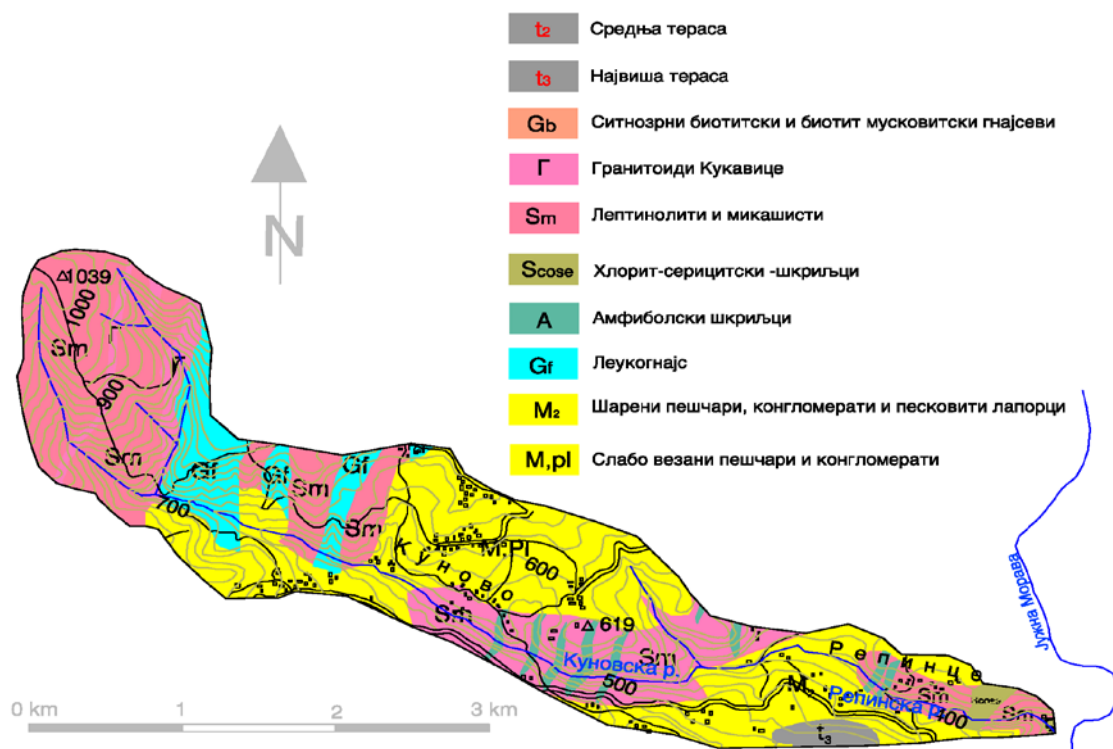 t2 Средња тераса
t3 Највиша тераса
Gb Ситнозрни биотитски и биотит мусковитски гнајсеви
Г Гранитоиди Кукавице
Sm Лептинолити и микашисти
Scose Хлорит-серицитски -шкриљци
A Амфиболски шкриљци
Gf Леукогнајс
M2 Шарени пешчари, конгломерати и песковити лапорци
M,pl Слабо везани пешчари и конгломерати
N
1039
1000
Sm
Г
Г
900
Sm
Gf
Gf
Sm
Gf
700
Sm
Куново
M,Pl
600
Sm
619
Sm
Куновска р.
500
Репинце
M
Sm
Репинска р.
400
Sm
t3
Јужна Морава
0 km 1 2 3 km